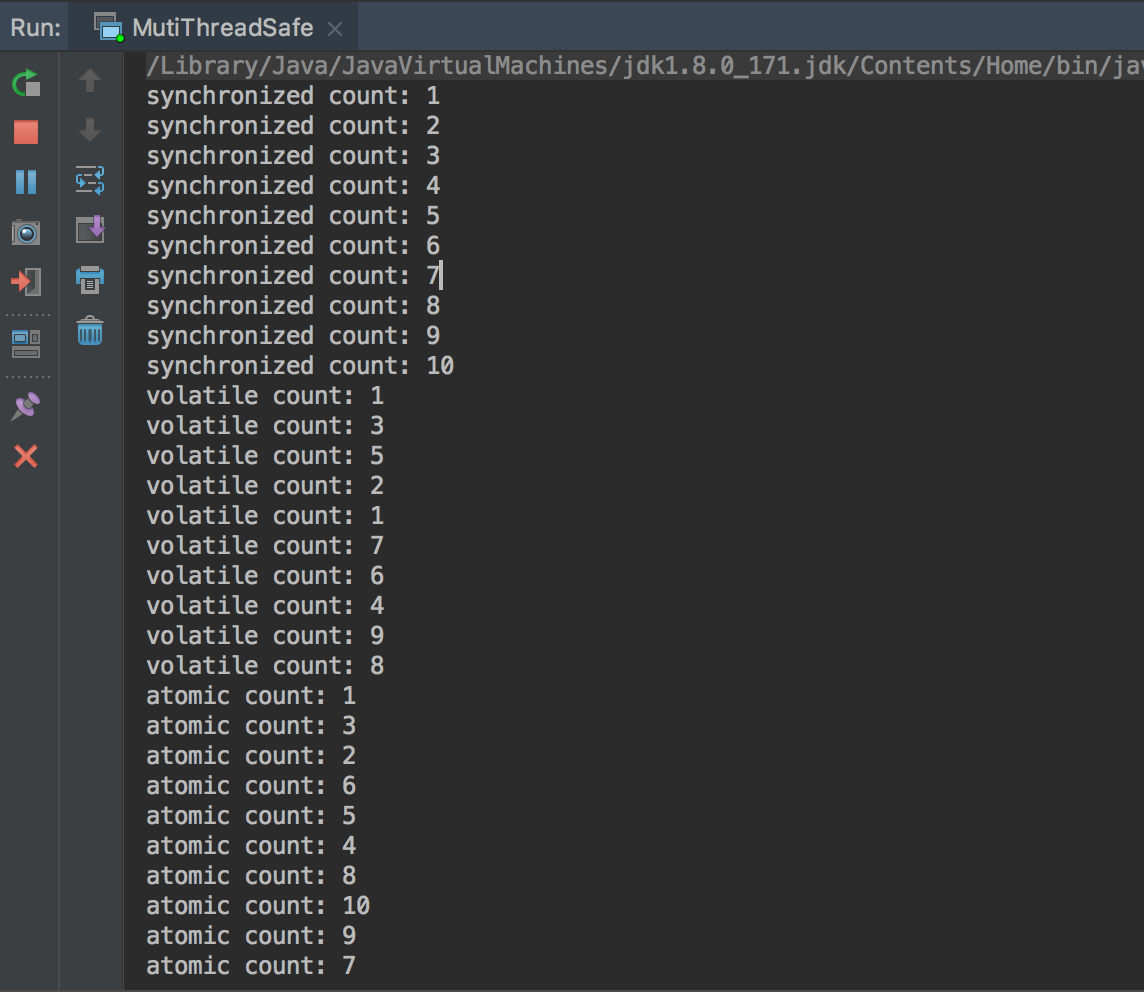 Run: MutiThreadSafe
/Library/Java/JavaVirtualMachines/jdk1.8.0_171.jdk/Contents/Home/bin/jav
synchronized count: 1
synchronized count: 2
synchronized count: 3
synchronized count: 4
synchronized count: 5
synchronized count: 6
synchronized count: 7
synchronized count: 8
synchronized count: 9
synchronized count: 10
volatile count: 1
volatile count: 3
volatile count: 5
volatile count: 2
volatile count: 1
volatile count: 7
volatile count: 6
volatile count: 4
volatile count: 9
volatile count: 8
atomic count: 1
atomic count: 3
atomic count: 2
atomic count: 6
atomic count: 5
atomic count: 4
atomic count: 8
atomic count: 10
atomic count: 9
atomic count: 7